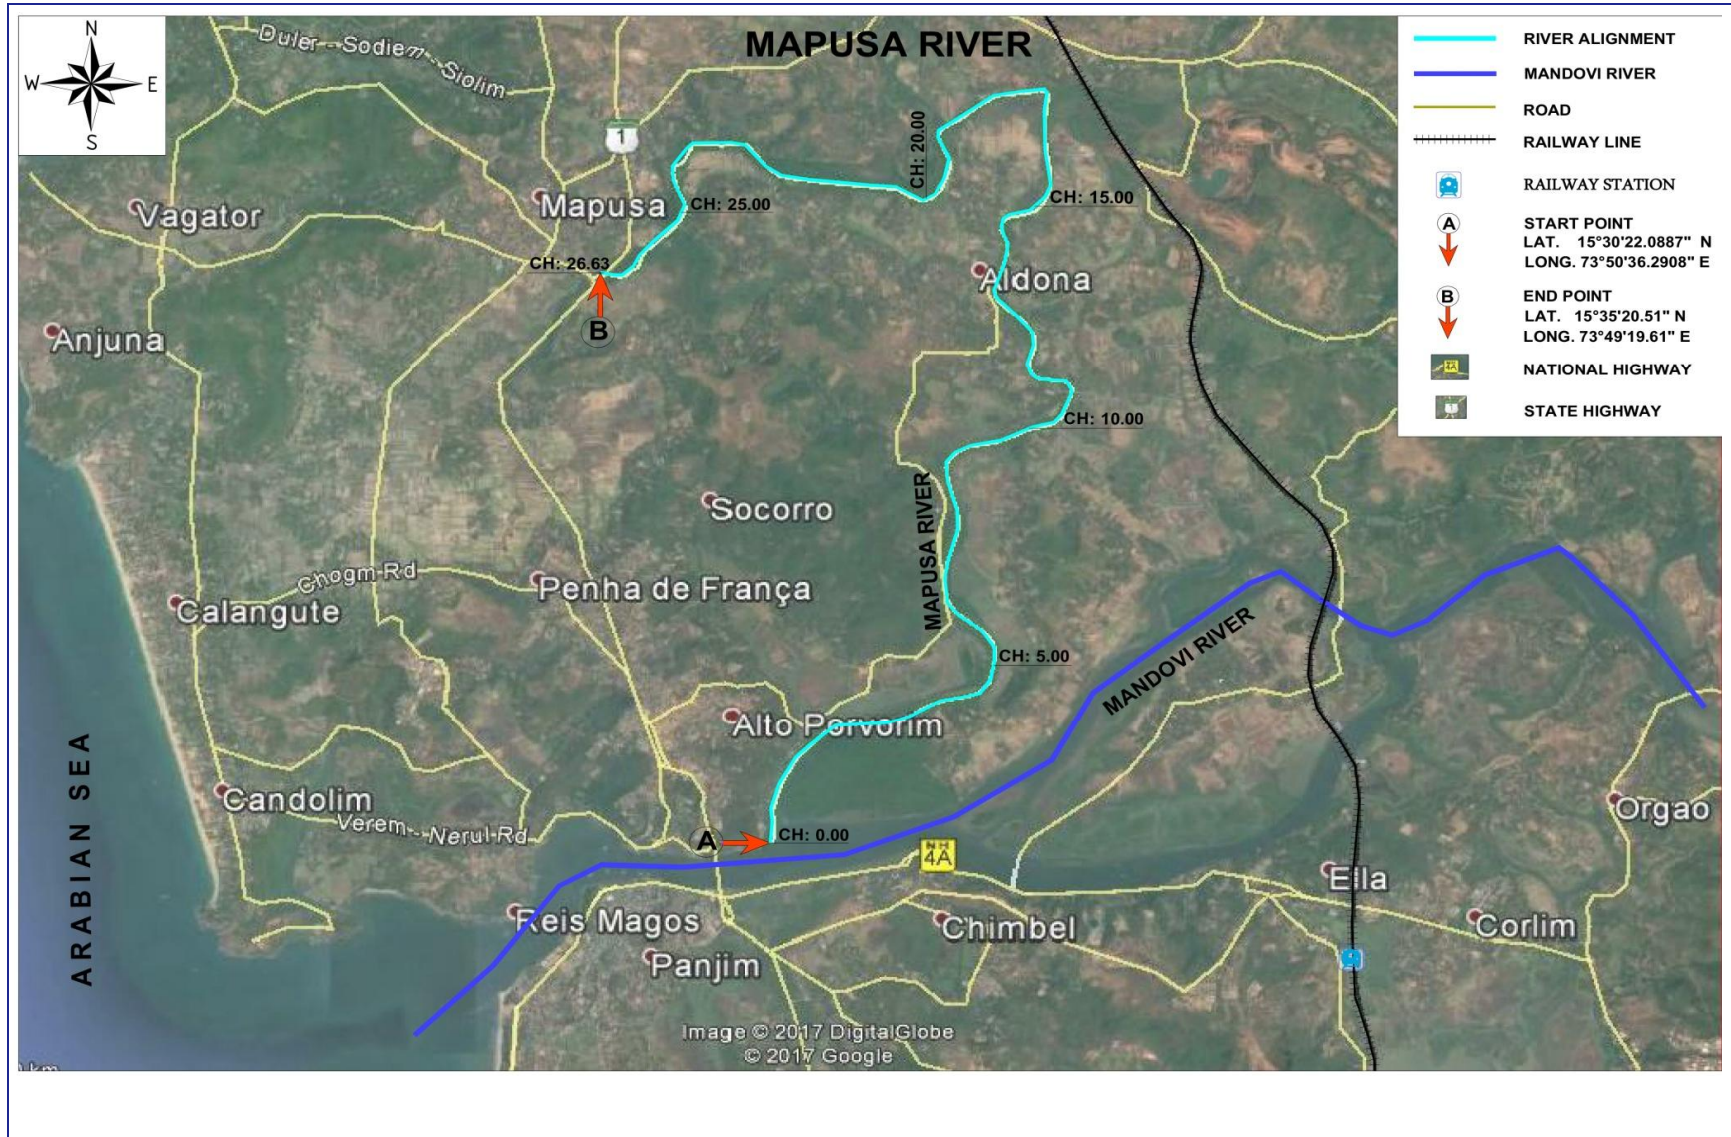 MAPUSA RIVER
N
W
E
S
RIVER ALIGNMENT
MANDOVI RIVER
ROAD
RAILWAY LINE
RAILWAY STATION
A
START POINT
LAT. 15°30'22.0887" N
LONG. 73°50'36.2908" E
B
END POINT
LAT. 15°35'20.51" N
LONG. 73°49'19.61" E
4A
NATIONAL HIGHWAY
STATE HIGHWAY
Duler - Sodiem - Siolim
1
CH: 20.00
Vagator
Mapusa
CH: 25.00
CH: 15.00
CH: 26.63
Aldona
B
Anjuna
CH: 10.00
Socorro
MAPUSA RIVER
Chogm Rd
Penha de França
Calangute
CH: 5.00
MANDOVI RIVER
Alto Porvorim
ARABIAN SEA
Candolim
Verem - Nerul Rd
A
CH: 0.00
NH
4A
Orgao
Ella
Reis Magos
Chimbel
Corlim
Panjim
Image © 2017 DigitalGlobe
© 2017 Google
km